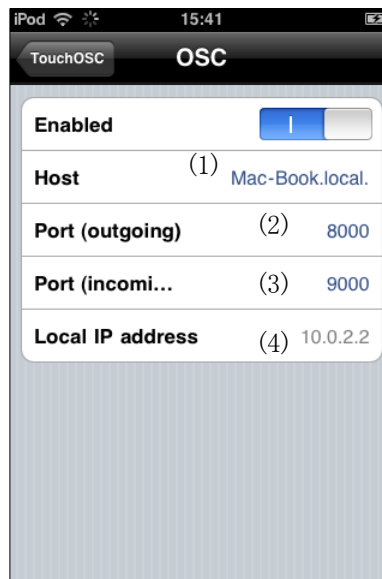 iPod 15:41
TouchOSC OSC
Enabled
Host (1) Mac-Book.local.
Port (outgoing) (2) 8000
Port (incomi... (3) 9000
Local IP address (4) 10.0.2.2